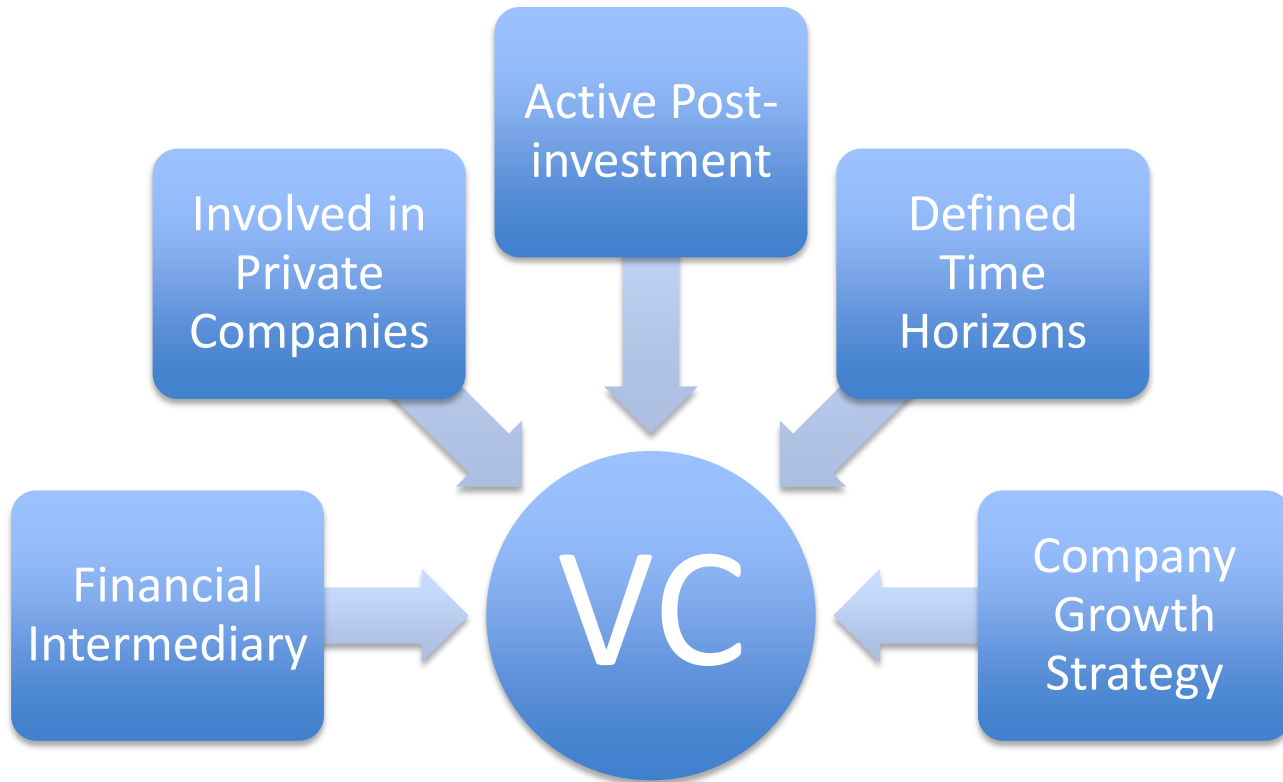 Active Post-
investment
Involved in
Private
Companies
Defined
Time
Horizons
Financial
Intermediary
VC
Company
Growth
Strategy